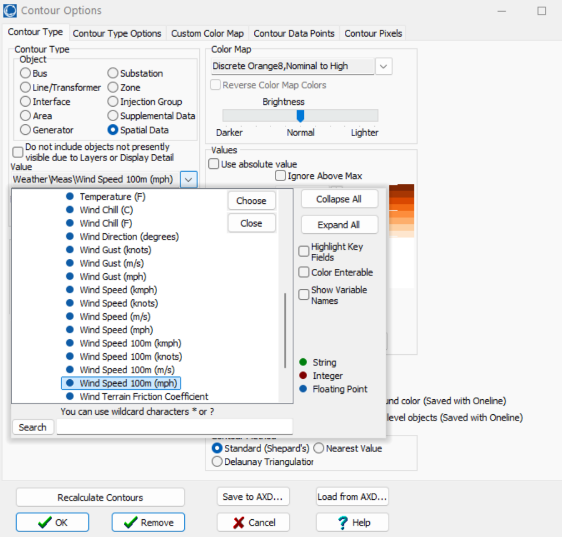 Contour Options
Contour Type
Contour Type Options
Custom Color Map
Contour Data Points
Contour Pixels
Contour Type
Object
Bus
Substation
Line/Transformer
Zone
Interface
Injection Group
Area
Supplemental Data
Generator
Spatial Data
Do not include objects not presently
visible due to Layers or Display Detail
Value
Weather\Meas\Wind Speed 100m (mph)
Color Map
Discrete Orange8,Nominal to High
Reverse Color Map Colors
Brightness
Darker
Normal
Lighter
Values
Use absolute value
Ignore Above Max
Temperature (F)
Wind Chill (C)
Wind Chill (F)
Wind Direction (degrees)
Wind Gust (knots)
Wind Gust (m/s)
Wind Gust (mph)
Wind Speed (kmph)
Wind Speed (knots)
Wind Speed (m/s)
Wind Speed (mph)
Wind Speed 100m (kmph)
Wind Speed 100m (knots)
Wind Speed 100m (m/s)
Wind Speed 100m (mph)
Wind Terrain Friction Coefficient
Choose
Close
Collapse All
Expand All
Highlight Key
Fields
Color Enterable
Show Variable
Names
String
Integer
Floating Point
You can use wildcard characters * or ?
Search
color (Saved with Oneline)
level objects (Saved with Oneline)
Standard (Shepard's)
Nearest Value
Delaunay Triangulation
Recalculate Contours
Save to AXD...
Load from AXD...
OK
Remove
Cancel
Help